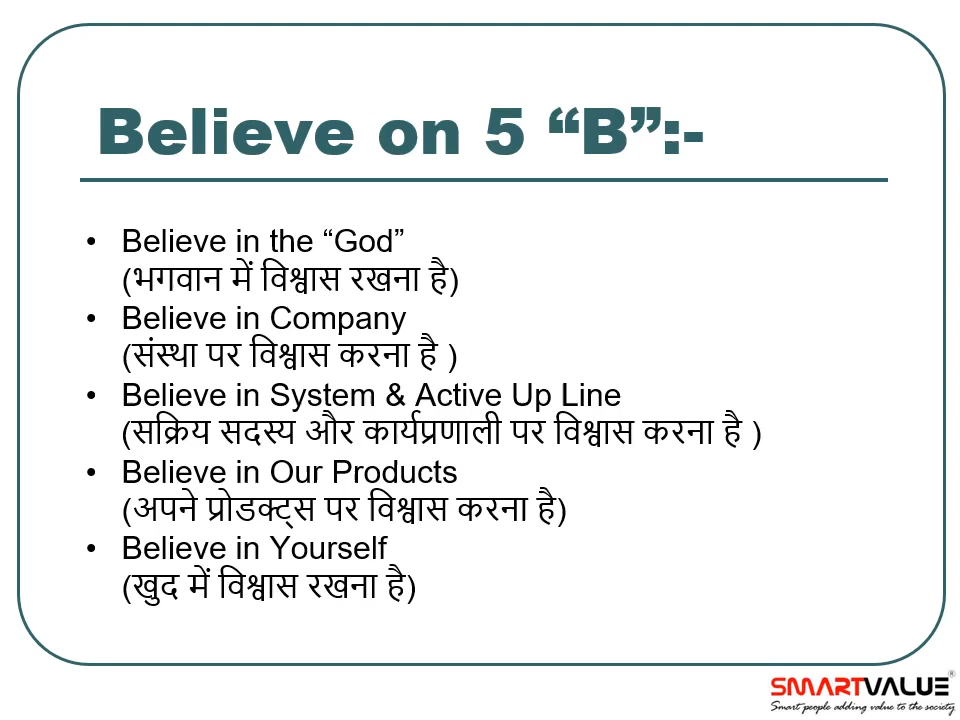 Believe on 5 “B”:-
• Believe in the “God”
(भगवान में विश्वास रखना है)
• Believe in Company
(संस्था पर विश्वास करना है )
• Believe in System & Active Up Line
(सक्रिय सदस्य और कार्यप्रणाली पर विश्वास करना है )
• Believe in Our Products
(अपने प्रोडक्ट्स पर विश्वास करना है)
• Believe in Yourself
(खुद में विश्वास रखना है)
SMARTVALUE®
Smart people adding value to the society